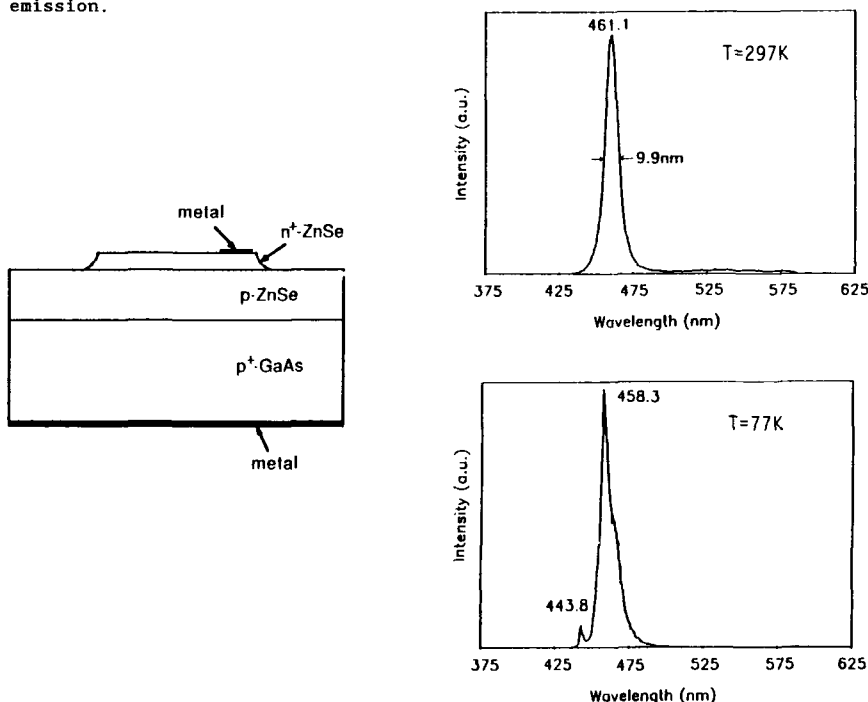 emission.
metal
n⁺-ZnSe
p-ZnSe
p⁺-GaAs
metal
461.1
T=297K
9.9nm
Intensity (a.u.)
375 425 475 525 575 625
Wavelength (nm)
458.3
T=77K
443.8
Intensity (a.u.)
375 425 475 525 575 625
Wavelength (nm)